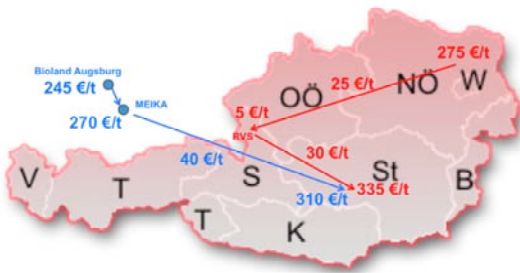 275 €/t
Bioland Augsburg
245 €/t
OÖ
NÖ
W
25 €/t
MEIKA
270 €/t
5 €/t
RVS
40 €/t
30 €/t
V
T
S
St
B
310 €/t
335 €/t
T
K